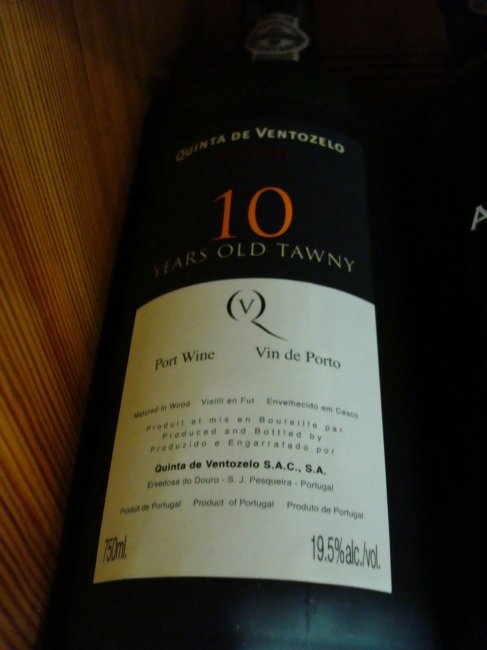 QUINTA DE VENTOZELO
10
YEARS OLD TAWNY
QV
Port Wine Vin de Porto
Matured in Wood Vieilli en Fut Envelhecido em Casco
Produit et mis en Bouteille par
Produced and Bottled by
Produzido e Engarrafado por
Quinta de Ventozelo S.A.C., S.A.
Ervedosa do Douro - S. J. Pesqueira - Portugal
Produit de Portugal Product of Portugal Produto de Portugal
750ml. 19.5%alc./vol.
A